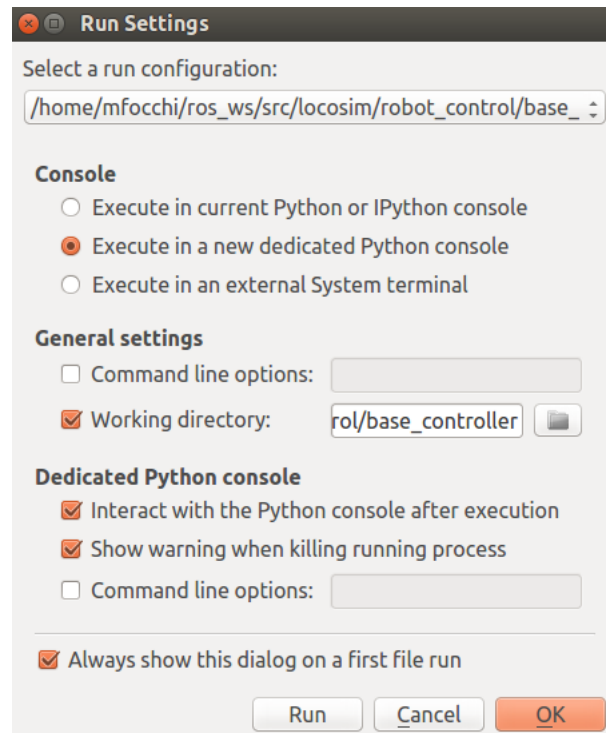 Run Settings
Select a run configuration:
/home/mfocchi/ros_ws/src/locosim/robot_control/base_
Console
Execute in current Python or IPython console
Execute in a new dedicated Python console
Execute in an external System terminal
General settings
Command line options:
Working directory: rol/base_controller
Dedicated Python console
Interact with the Python console after execution
Show warning when killing running process
Command line options:
Always show this dialog on a first file run
Run Cancel OK